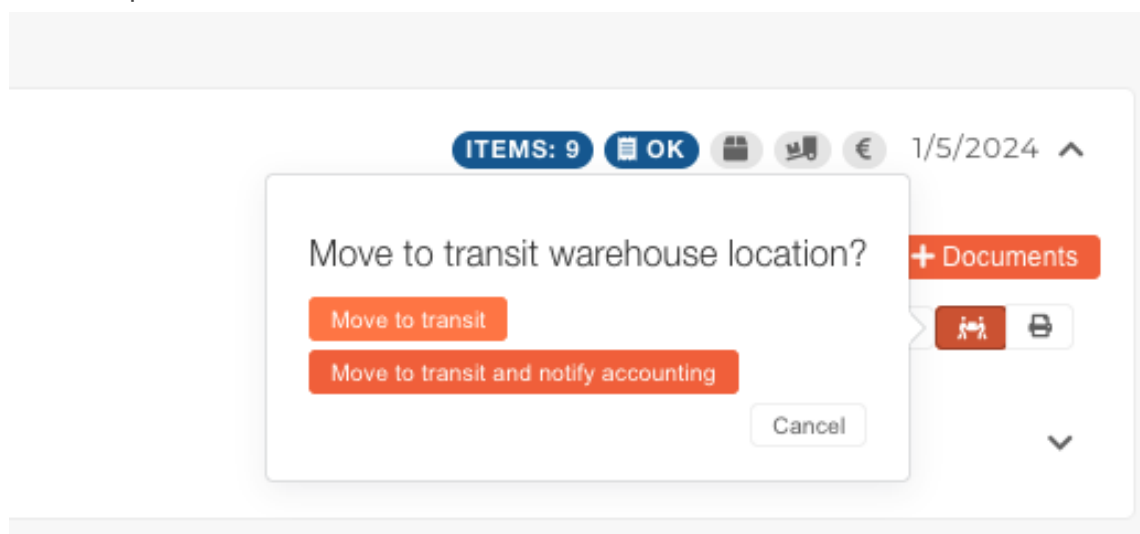 ITEMS: 9 OK € 1/5/2024
Move to transit warehouse location?
+ Documents
Move to transit
Move to transit and notify accounting
Cancel